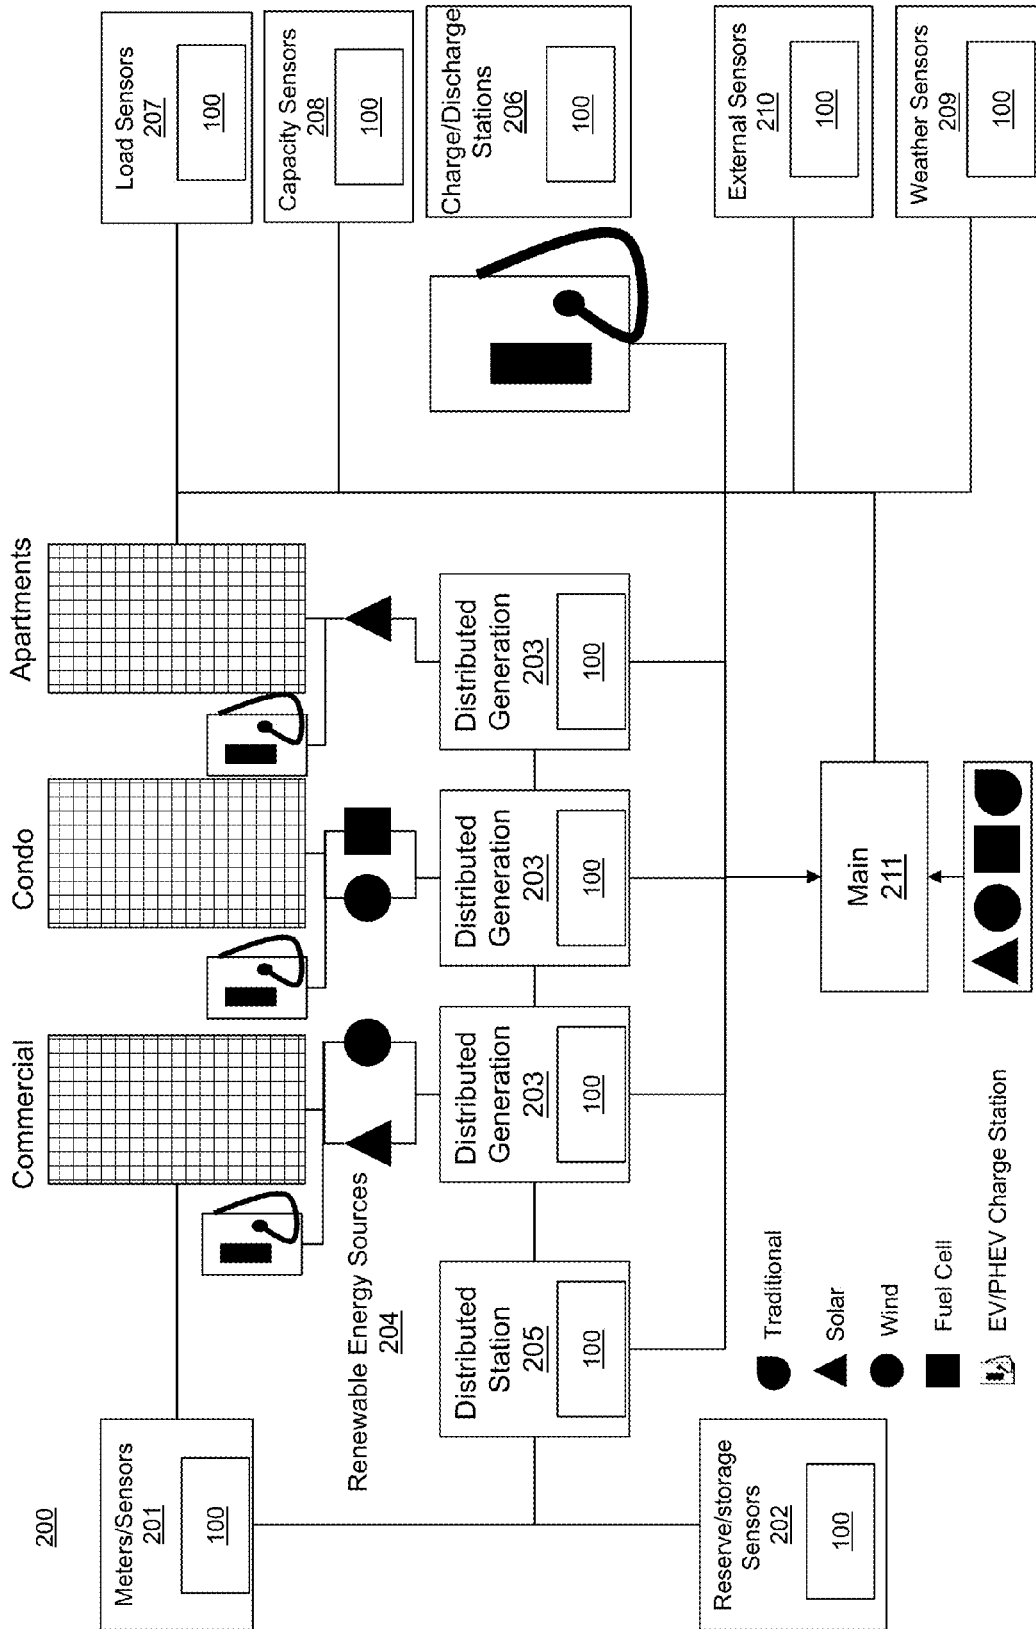 200
Commercial
Condo
Apartments
Meters/Sensors
201
100
Load Sensors
207
100
Capacity Sensors
208
100
Renewable Energy Sources
204
Charge/Discharge
Stations
206
100
Distributed
Station
205
100
Distributed
Generation
203
100
Distributed
Generation
203
100
Distributed
Generation
203
100
Reserve/storage
Sensors
202
100
External Sensors
210
100
Weather Sensors
209
100
Main
211
Traditional
Solar
Wind
Fuel Cell
EV/PHEV Charge Station